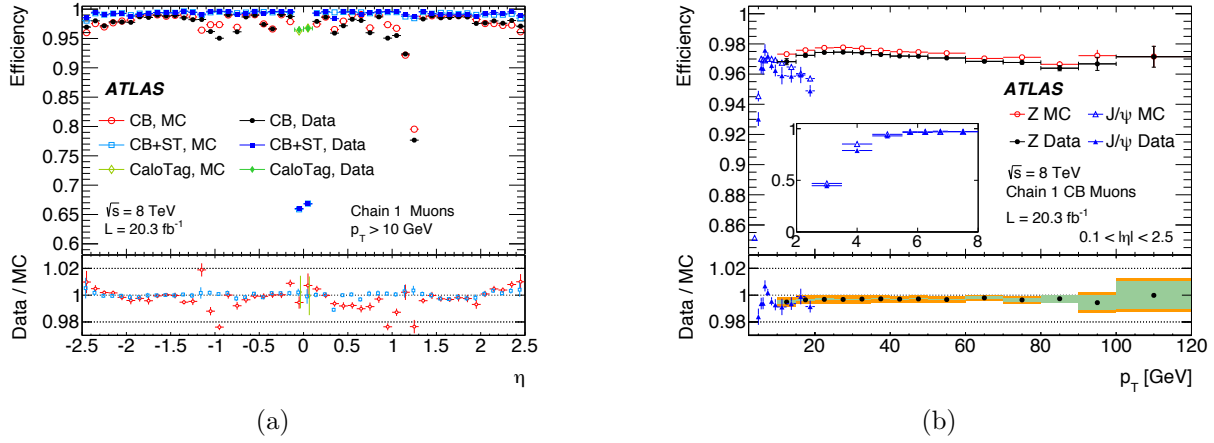 Efficiency
1
0.95
0.9
0.85
0.8
0.75
0.7
0.65
0.6
ATLAS
CB, MC
CB, Data
CB+ST, MC
CB+ST, Data
CaloTag, MC
CaloTag, Data
√s = 8 TeV
L = 20.3 fb⁻¹
Chain 1 Muons
p_T > 10 GeV
Data / MC
1.02
1
0.98
-2.5 -2 -1.5 -1 -0.5 0 0.5 1 1.5 2 2.5
η
(a)
Efficiency
1
0.98
0.96
0.94
0.92
0.9
0.88
0.86
ATLAS
Z MC
J/ψ MC
Z Data
J/ψ Data
√s = 8 TeV
Chain 1 CB Muons
L = 20.3 fb⁻¹
0.1 < |η| < 2.5
1
0.5
0
2 4 6 8
Data / MC
1.02
1
0.98
20 40 60 80 100 120
p_T [GeV]
(b)